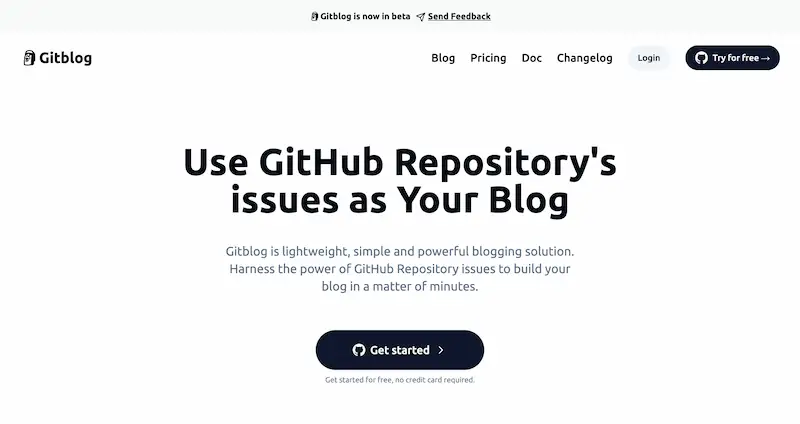 Gitblog is now in beta Send Feedback
Gitblog
Blog Pricing Doc Changelog Login Try for free →
Use GitHub Repository's
issues as Your Blog
Gitblog is lightweight, simple and powerful blogging solution.
Harness the power of GitHub Repository issues to build your
blog in a matter of minutes.
Get started
Get started for free, no credit card required.